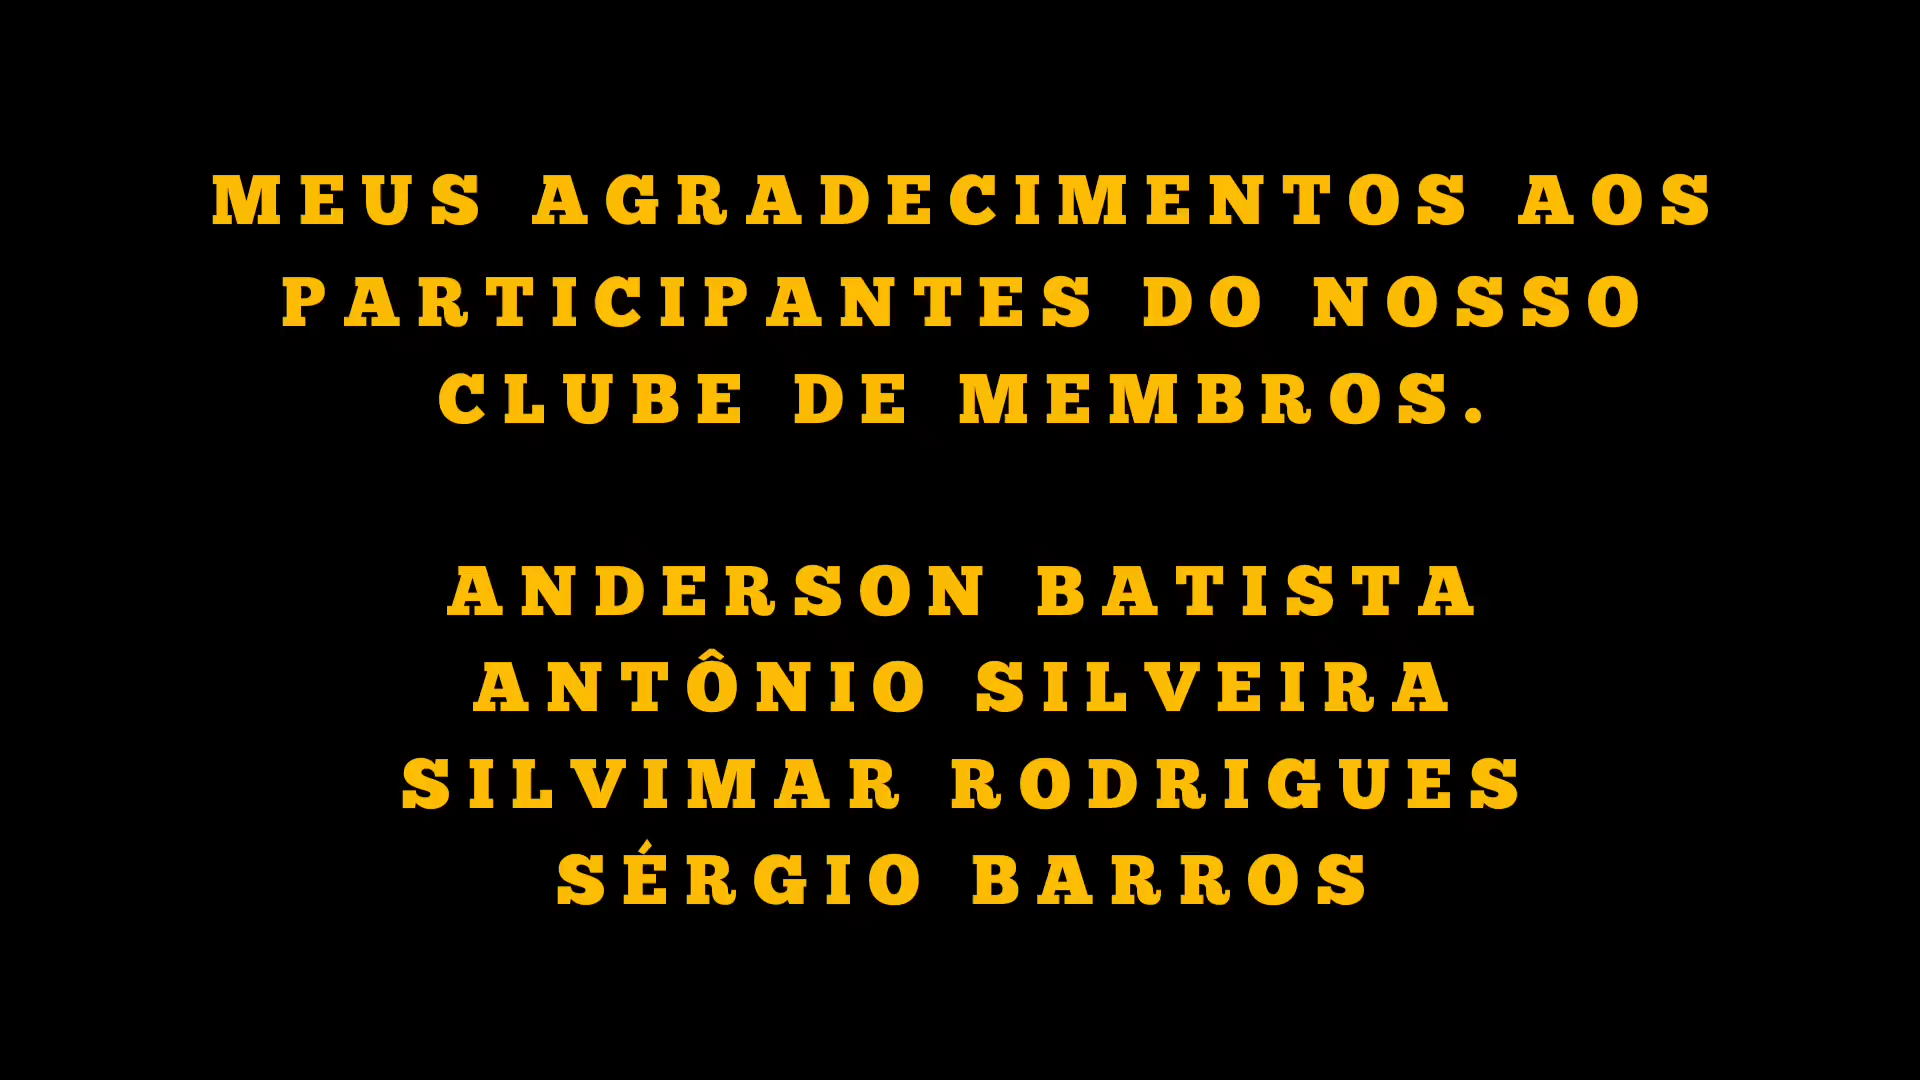 MEUS AGRADECIMENTOS AOS
PARTICIPANTES DO NOSSO
CLUBE DE MEMBROS.
ANDERSON BATISTA
ANTÔNIO SILVEIRA
SILVIMAR RODRIGUES
SÉRGIO BARROS